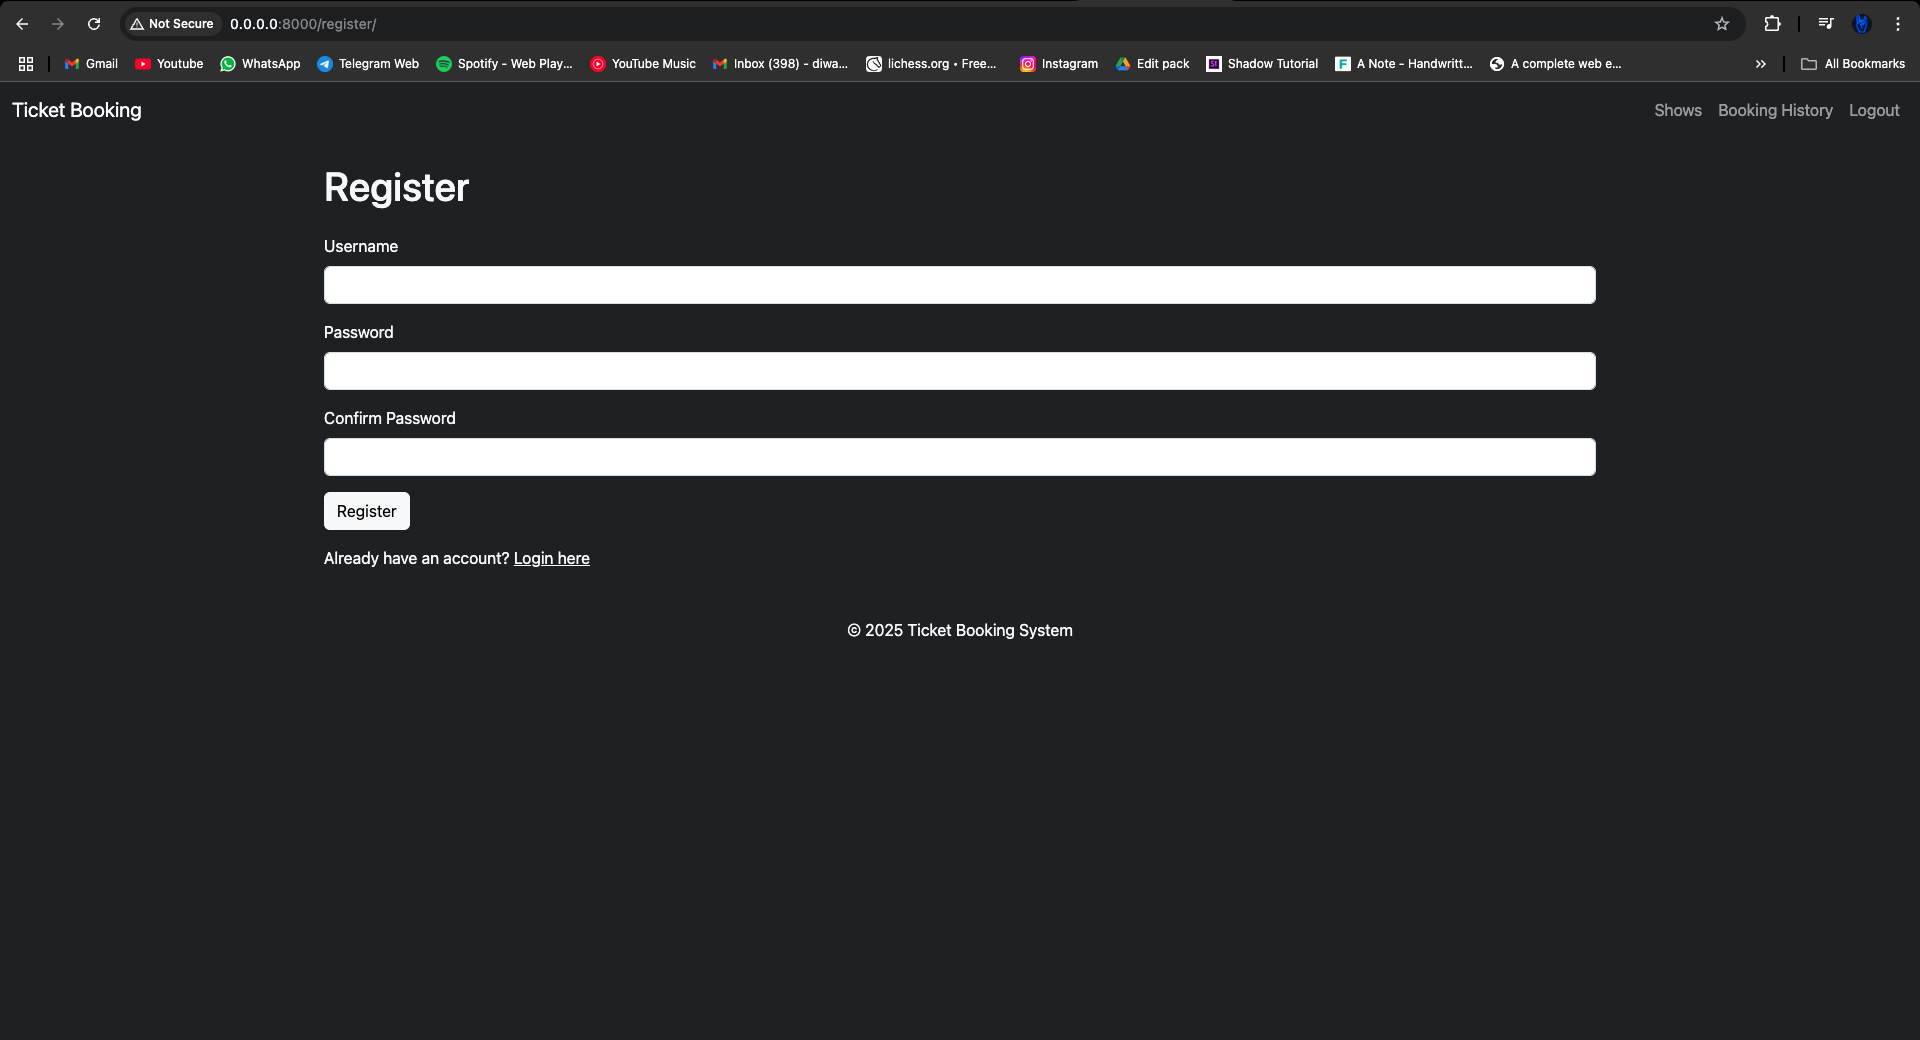 Not Secure 0.0.0.0:8000/register/
Gmail Youtube WhatsApp Telegram Web Spotify - Web Play... YouTube Music Inbox (398) - diwa... lichess.org • Free... Instagram Edit pack Shadow Tutorial A Note - Handwritt... A complete web e... » All Bookmarks
Ticket Booking Shows Booking History Logout
Register
Username
Password
Confirm Password
Register
Already have an account? Login here
© 2025 Ticket Booking System